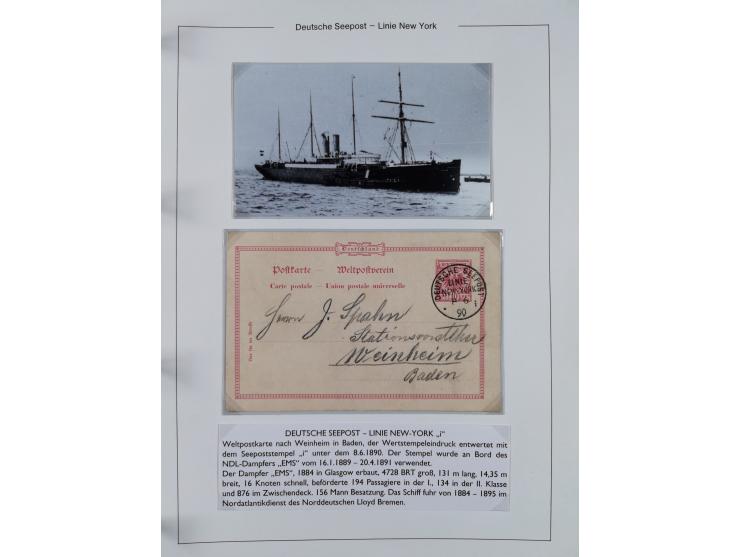 Deutsche Seepost – Linie New York
Deutschland
Postkarte — Weltpostverein
Carte postale — Union postale universelle
DEUTSCHE SEEPOST
LINIE
NEW-YORK
8 6 i
90
Herrn J. Spahn
Stationsvorsteher
Weinheim
Baden
DEUTSCHE SEEPOST – LINIE NEW-YORK „i“
Weltpostkarte nach Weinheim in Baden, der Wertstempeleindruck entwertet mit
dem Seepoststempel „i“ unter dem 8.6.1890. Der Stempel wurde an Bord des
NDL-Dampfers „EMS“ vom 16.1.1889 – 20.4.1891 verwendet.
Der Dampfer „EMS“, 1884 in Glasgow erbaut, 4728 BRT groß, 131 m lang, 14,35 m
breit, 16 Knoten schnell, beförderte 194 Passagiere in der I., 134 in der II. Klasse
und 876 im Zwischendeck. 156 Mann Besatzung. Das Schiff fuhr von 1884 – 1895 im
Nordatlantikdienst des Norddeutschen Lloyd Bremen.